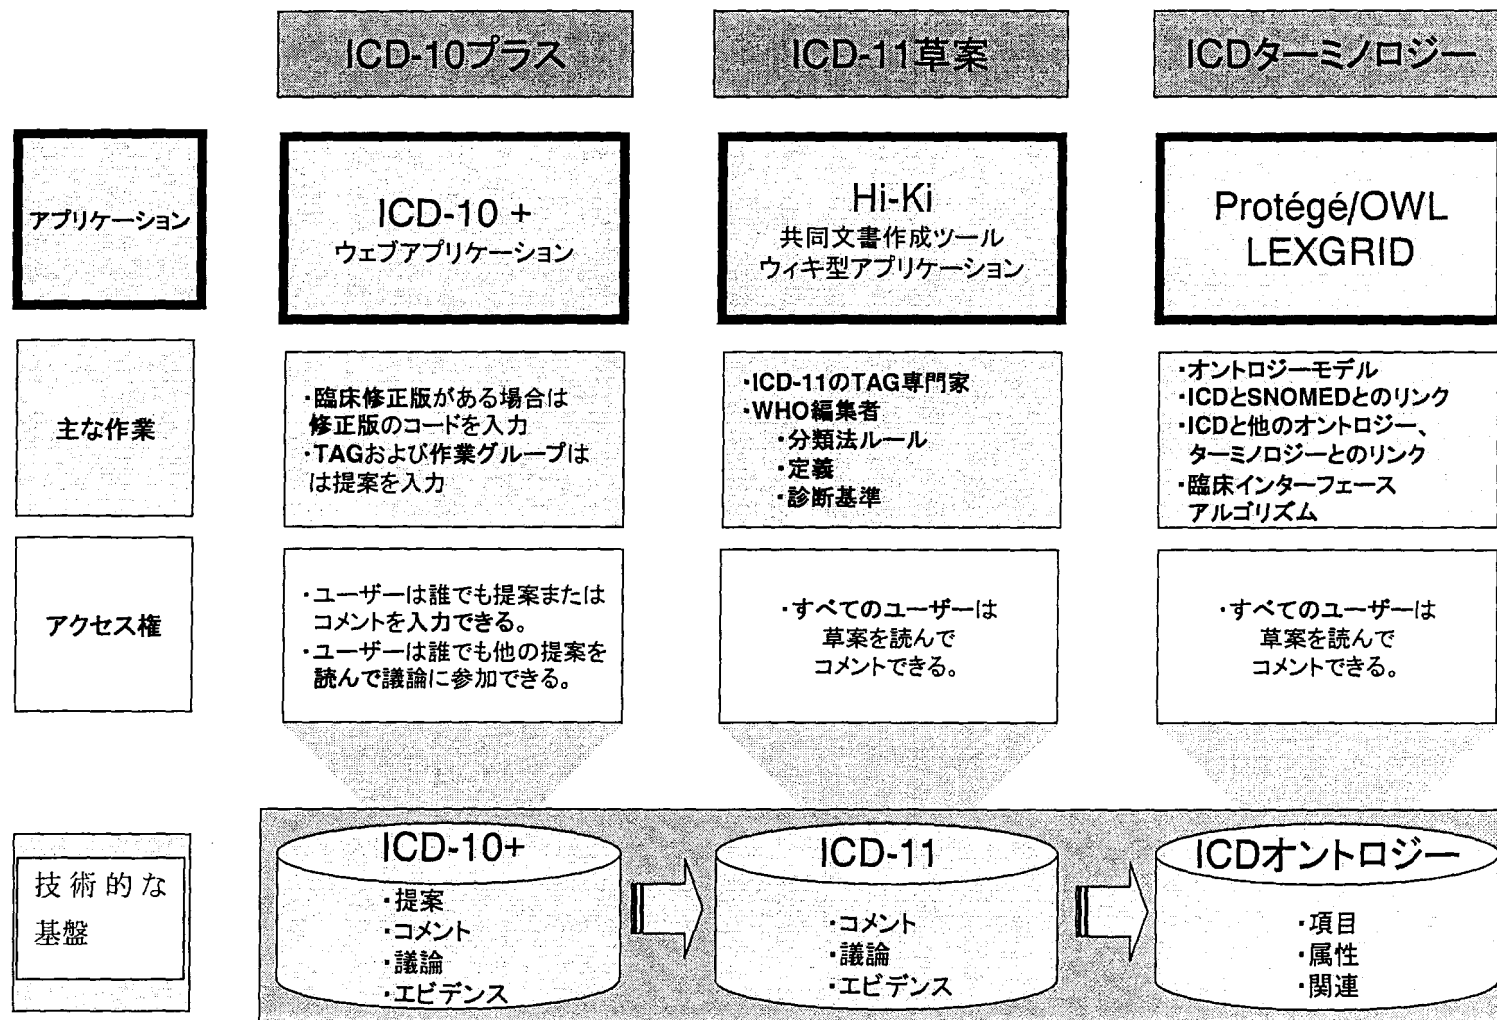 ICD-10プラス
ICD-11草案
ICDターミノロジー
アプリケーション
ICD-10 +
ウェブアプリケーション
Hi-Ki
共同文書作成ツール
ウィキ型アプリケーション
Protégé/OWL
LEXGRID
主な作業
・臨床修正版がある場合は
修正版のコードを入力
・TAGおよび作業グループは
は提案を入力
・ICD-11のTAG専門家
・WHO編集者
・分類法ルール
・定義
・診断基準
・オントロジーモデル
・ICDとSNOMEDとのリンク
・ICDと他のオントロジー、
ターミノロジーとのリンク
・臨床インターフェース
アルゴリズム
アクセス権
・ユーザーは誰でも提案または
コメントを入力できる。
・ユーザーは誰でも他の提案を
読んで議論に参加できる。
・すべてのユーザーは
草案を読んで
コメントできる。
・すべてのユーザーは
草案を読んで
コメントできる。
技術的な
基盤
ICD-10+
・提案
・コメント
・議論
・エビデンス
ICD-11
・コメント
・議論
・エビデンス
ICDオントロジー
・項目
・属性
・関連